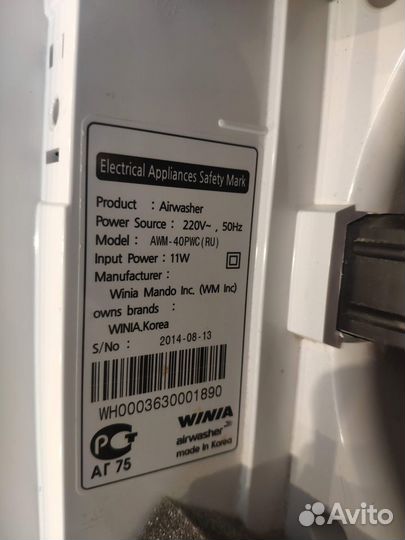 Electrical Appliances Safety Mark
Product : Airwasher
Power Source : 220V~ , 50Hz
Model : AWM-40PWC(RU)
Input Power : 11W
Manufacturer :
Winia Mando Inc. (WM Inc)
owns brands :
WINIA,Korea
S/No : 2014-08-13
WH0003630001890
РСТ
АГ 75
WINIA
airwasher
made in Korea
Avito